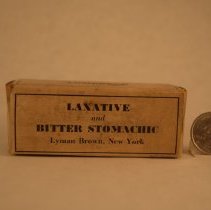 LAXATIVE
and
BITTER STOMACHIC
Lyman Brown, New York